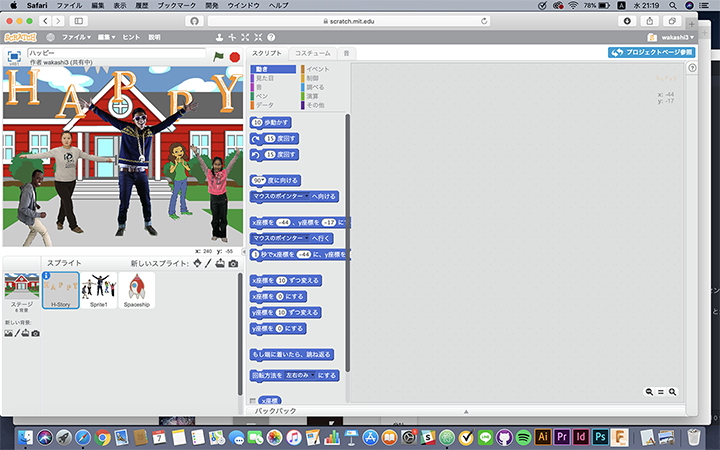 Safari ファイル 編集 表示 履歴 ブックマーク 開発 ウインドウ ヘルプ
78% 水 21:19
scratch.mit.edu
SCRATCH ファイル▼ 編集▼ ヒント 説明 wakashi3▼
ハッピー
作者 wakashi3 (共有中)
v461
スクリプト コスチューム 音
プロジェクトページ参照
動き イベント
見た目 制御
音 調べる
ペン 演算
データ その他
HAPPY
x: -44
y: -17
10 歩動かす
15 度回す
15 度回す
90▼ 度に向ける
マウスのポインター へ向ける
x座標を -44 、y座標を -17 に
マウスのポインター へ行く
1 秒でx座標を -44 に、y座標を
x座標を 10 ずつ変える
x座標を 0 にする
y座標を 10 ずつ変える
y座標を 0 にする
もし端に着いたら、跳ね返る
回転方法を 左右のみ にする
x座標
x: 240 y: -55
スプライト 新しいスプライト:
ステージ
6 背景
新しい背景:
H-Story Sprite1 Spaceship
バックパック
LINE
Ai Pr Id Ps F